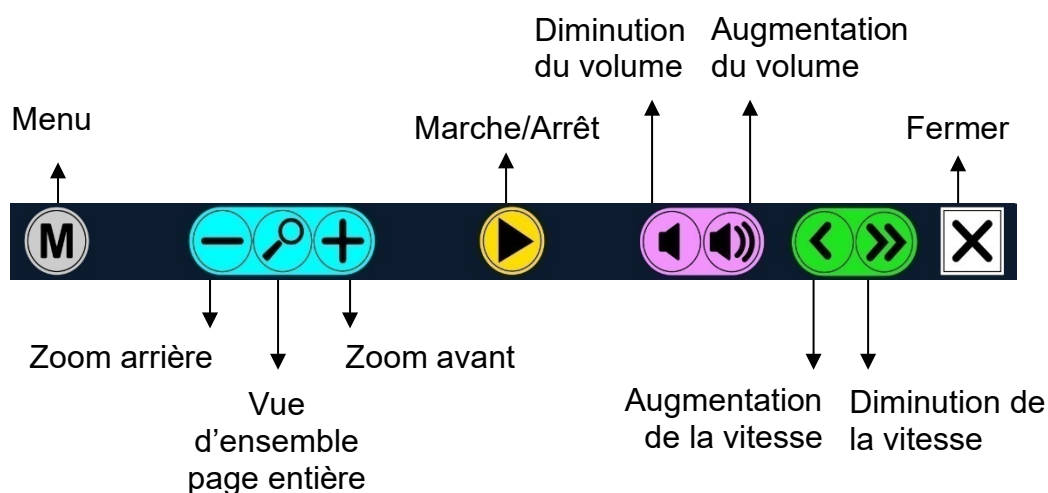 Diminution
du volume
Augmentation
du volume
Menu
Marche/Arrêt
Fermer
M
Zoom arrière
Zoom avant
Vue
d’ensemble
page entière
Augmentation
de la vitesse
Diminution de
la vitesse